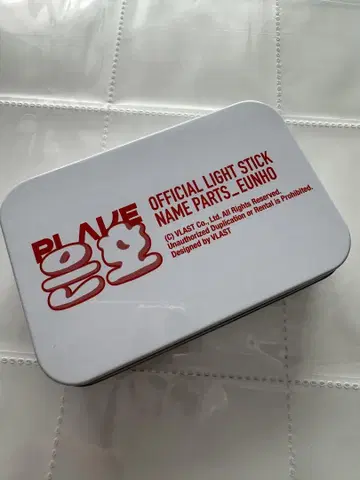 PLAVE
은호
OFFICIAL LIGHT STICK
NAME PARTS_EUNHO
(C) VLAST Co., Ltd. All Rights Reserved.
Unauthorized Duplication or Rental is Prohibited.
Designed by VLAST